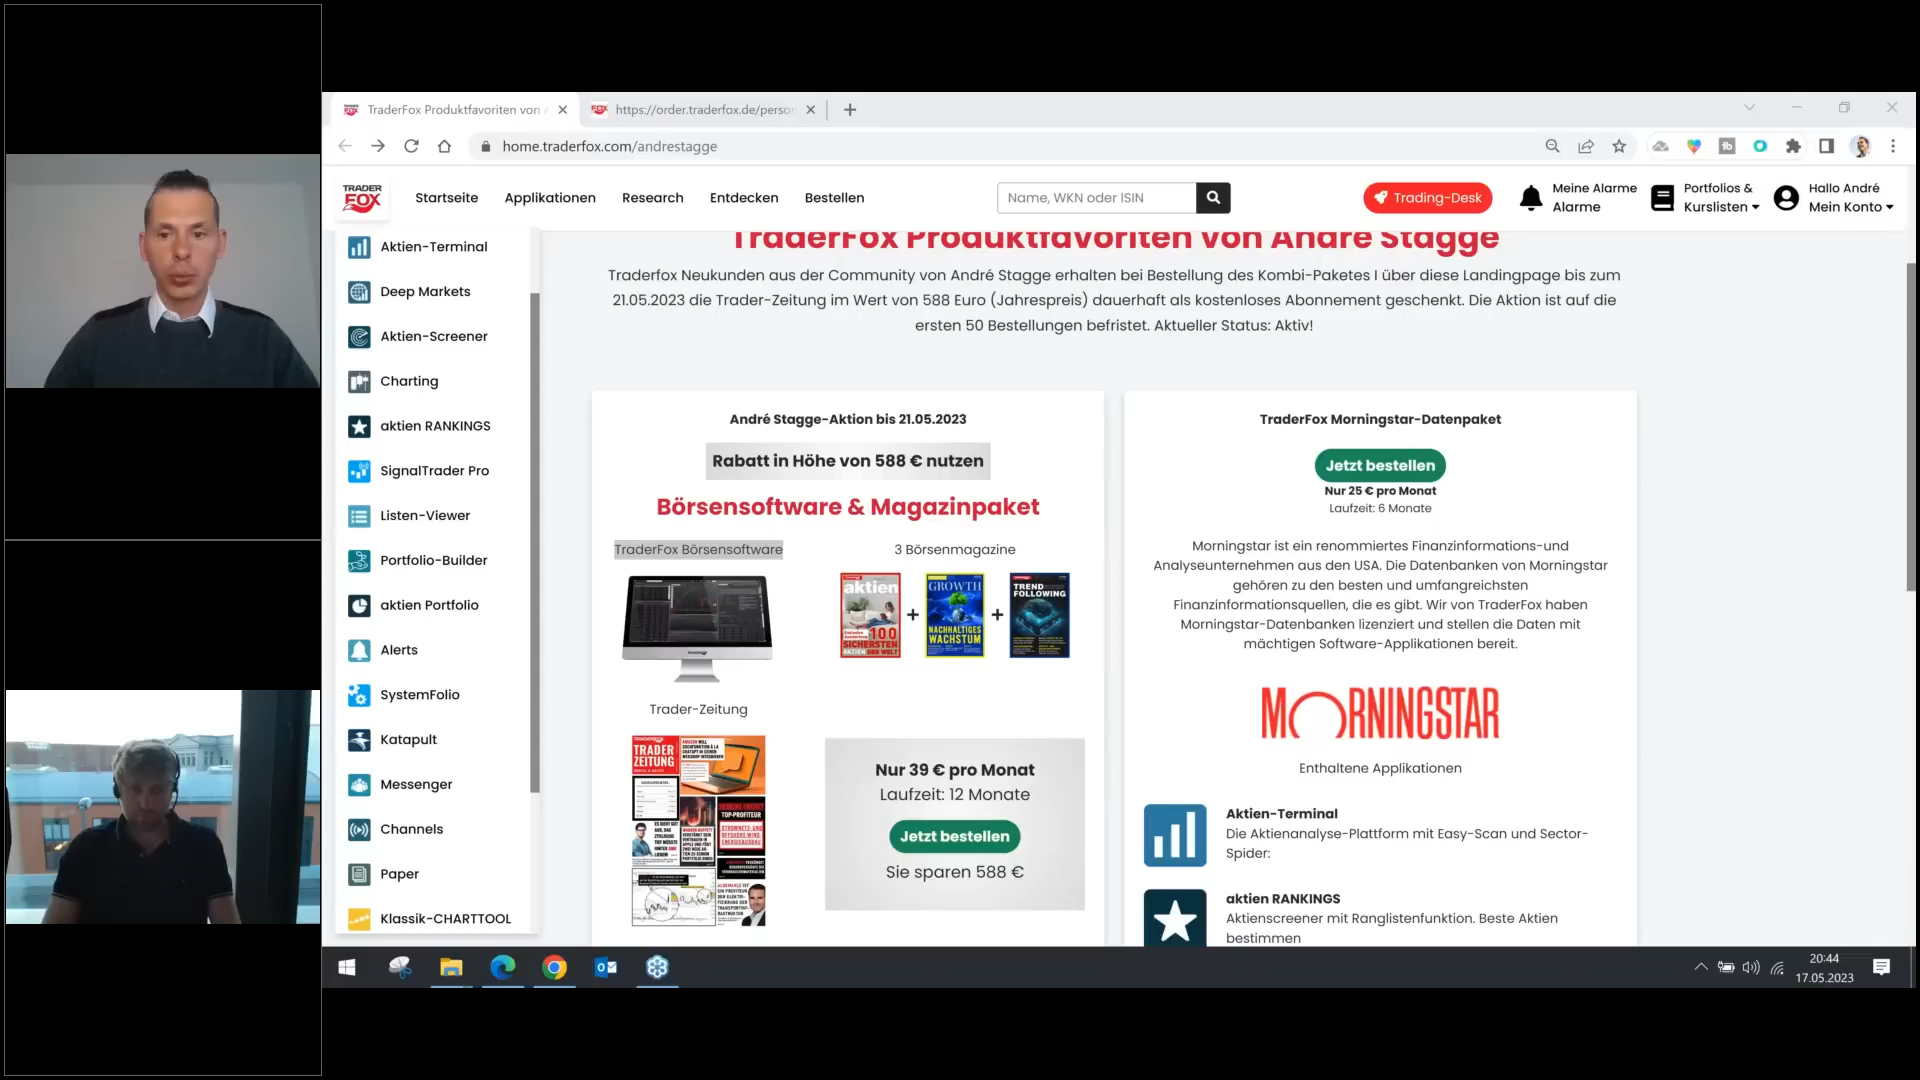 TraderFox Produktfavoriten von A
https://order.traderfox.de/perso
home.traderfox.com/andrestagge
TRADER FOX
Startseite
Applikationen
Research
Entdecken
Bestellen
Name, WKN oder ISIN
Trading-Desk
Meine Alarme
Alarme
Portfolios &
Kurslisten
Hallo André
Mein Konto
Aktien-Terminal
Deep Markets
Aktien-Screener
Charting
aktien RANKINGS
SignalTrader Pro
Listen-Viewer
Portfolio-Builder
aktien Portfolio
Alerts
SystemFolio
Katapult
Messenger
Channels
Paper
Klassik-CHARTTOOL
TraderFox Produktfavoriten von André Stagge
Traderfox Neukunden aus der Community von André Stagge erhalten bei Bestellung des Kombi-Paketes I über diese Landingpage bis zum
21.05.2023 die Trader-Zeitung im Wert von 588 Euro (Jahrespreis) dauerhaft als kostenloses Abonnement geschenkt. Die Aktion ist auf die
ersten 50 Bestellungen befristet. Aktueller Status: Aktiv!
André Stagge-Aktion bis 21.05.2023
Rabatt in Höhe von 588 € nutzen
Börsensoftware & Magazinpaket
TraderFox Börsensoftware
3 Börsenmagazine
aktien
100
SICHERSTEN
AKTIEN DER WELT
+
GROWTH
NACHHALTIGES
WACHSTUM
+
TREND
FOLLOWING
Trader-Zeitung
TRADER
ZEITUNG
TOP-PROFITEUR
Nur 39 € pro Monat
Laufzeit: 12 Monate
Jetzt bestellen
Sie sparen 588 €
TraderFox Morningstar-Datenpaket
Jetzt bestellen
Nur 25 € pro Monat
Laufzeit: 6 Monate
Morningstar ist ein renommiertes Finanzinformations-und
Analyseunternehmen aus den USA. Die Datenbanken von Morningstar
gehören zu den besten und umfangreichsten
Finanzinformationsquellen, die es gibt. Wir von TraderFox haben
Morningstar-Datenbanken lizenziert und stellen die Daten mit
mächtigen Software-Applikationen bereit.
MORNINGSTAR
Enthaltene Applikationen
Aktien-Terminal
Die Aktienanalyse-Plattform mit Easy-Scan und Sector-
Spider:
aktien RANKINGS
Aktienscreener mit Ranglistenfunktion. Beste Aktien
bestimmen
20:44
17.05.2023